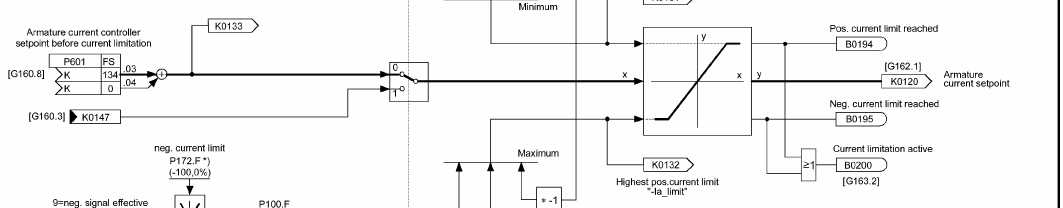 Minimum
K0133
Armature current controller
setpoint before current limitation
P601 FS
[G160.8] K 134 .03
K 0 .04
[G160.3] K0147
0
1
x
y
x
y
Pos. current limit reached
B0194
[G162.1]
K0120
Armature
current setpoint
Neg. current limit reached
B0195
neg. current limit
P172.F *)
(-100,0%)
Maximum
K0132
Highest pos.current limit
"-Ia_limit"
* -1
Current limitation active
≥1 B0200
[G163.2]
9=neg. signal effective
P100.F